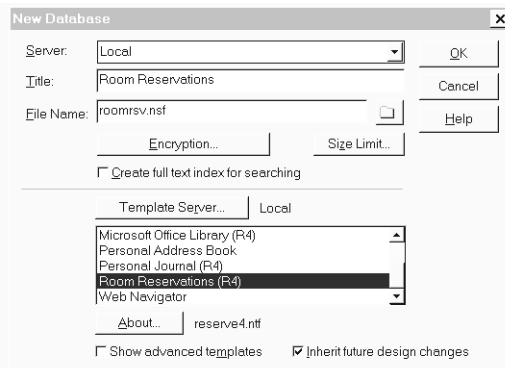 New Database
Server: Local OK
Title: Room Reservations Cancel
File Name: roomrsv.nsf Help
Encryption... Size Limit...
Create full text index for searching
Template Server... Local
Microsoft Office Library (R4)
Personal Address Book
Personal Journal (R4)
Room Reservations (R4)
Web Navigator
About... reserve4.ntf
Show advanced templates Inherit future design changes